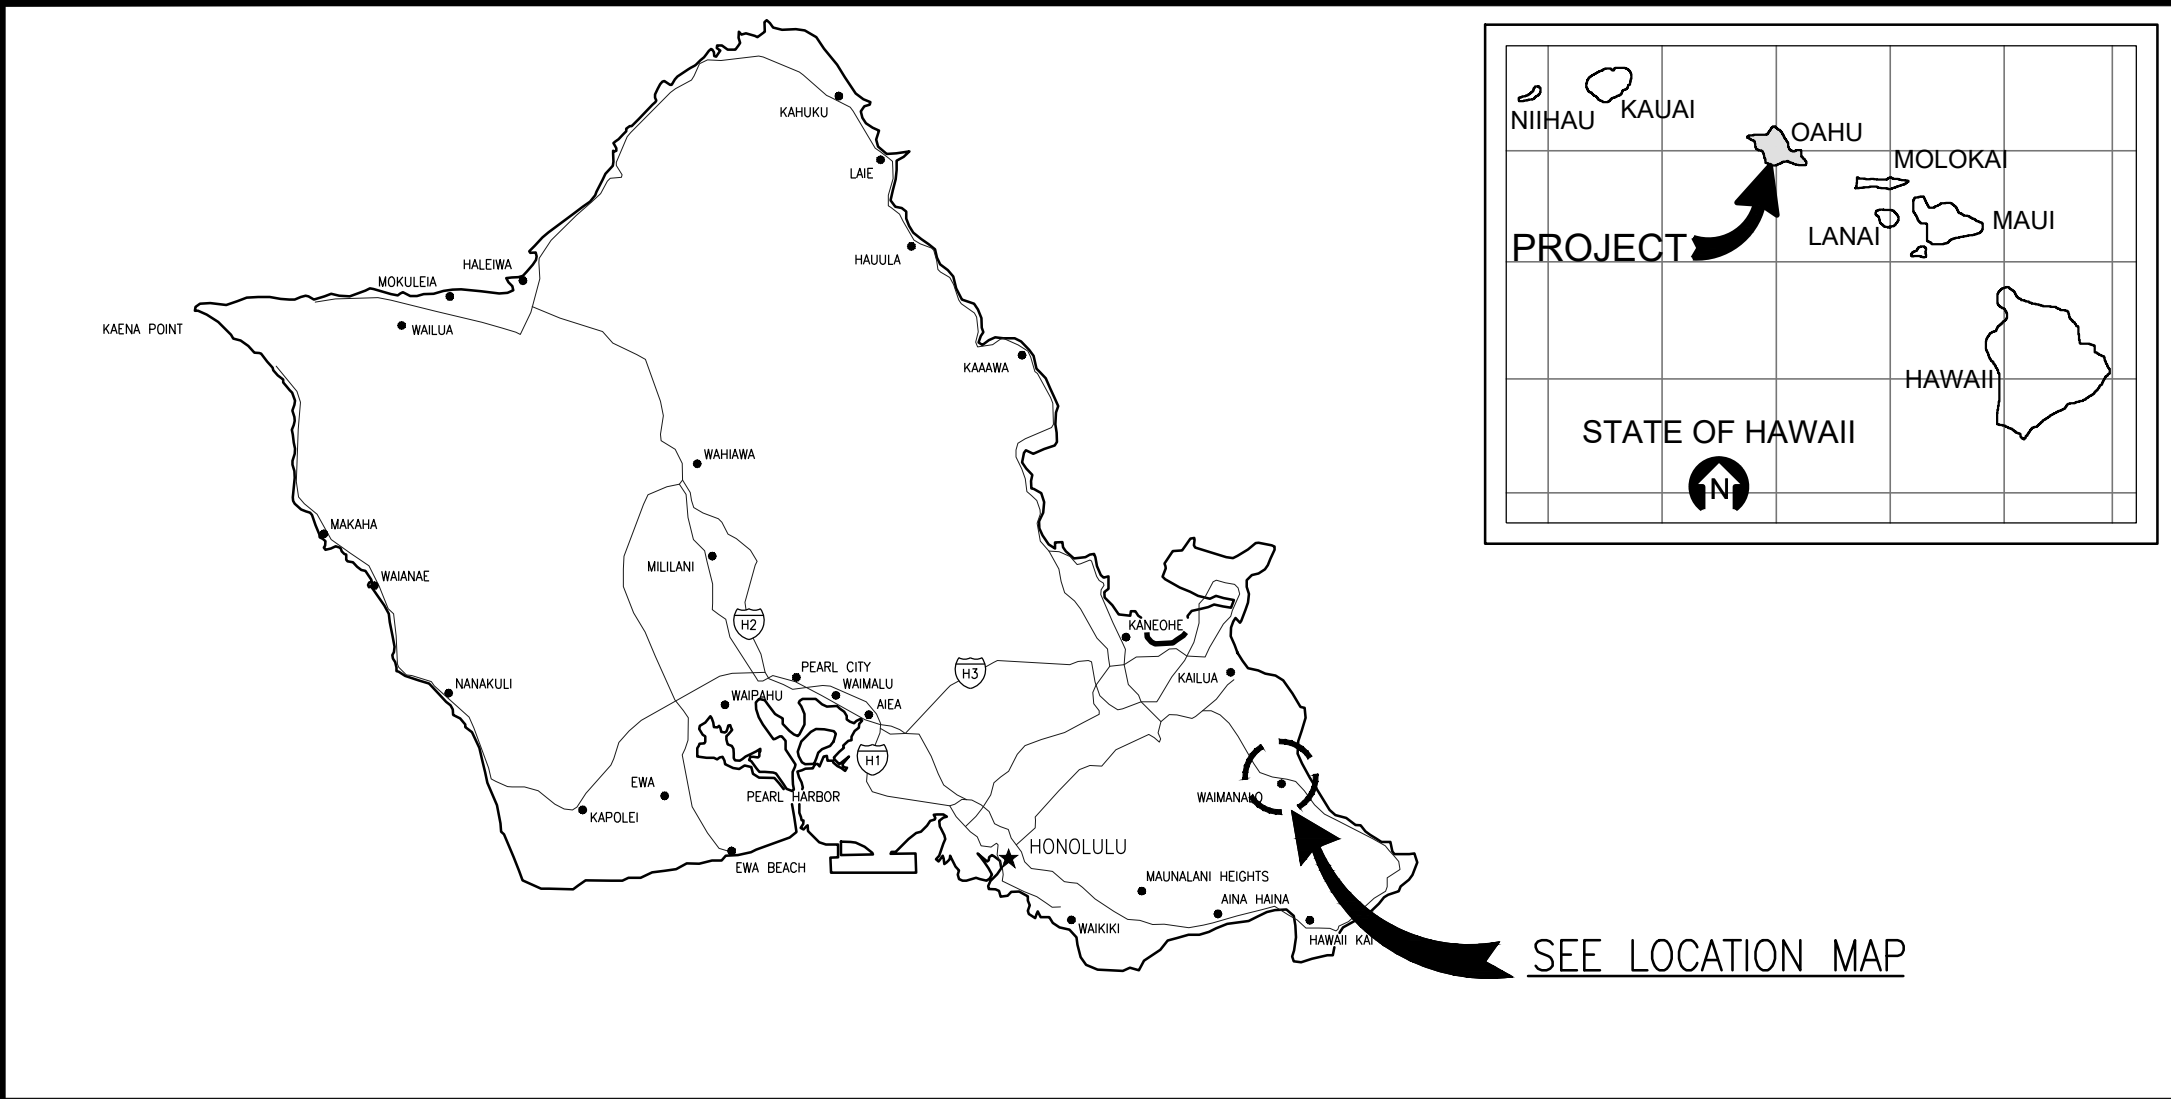 KAHUKU
LAIE
HAUULA
HALEIWA
MOKULEIA
WAILUA
KAENA POINT
KAAAWA
WAHIAWA
MAKAHA
MILILANI
WAIANAE
H2
KANEOHE
PEARL CITY
H3
KAILUA
NANAKULI
WAIMALU
WAIPAHU
AIEA
H1
EWA
PEARL HARBOR
WAIMANALO
KAPOLEI
HONOLULU
EWA BEACH
MAUNALANI HEIGHTS
AINA HAINA
WAIKIKI
HAWAII KAI
SEE LOCATION MAP
NIIHAU
KAUAI
OAHU
MOLOKAI
MAUI
LANAI
PROJECT
HAWAII
STATE OF HAWAII
N